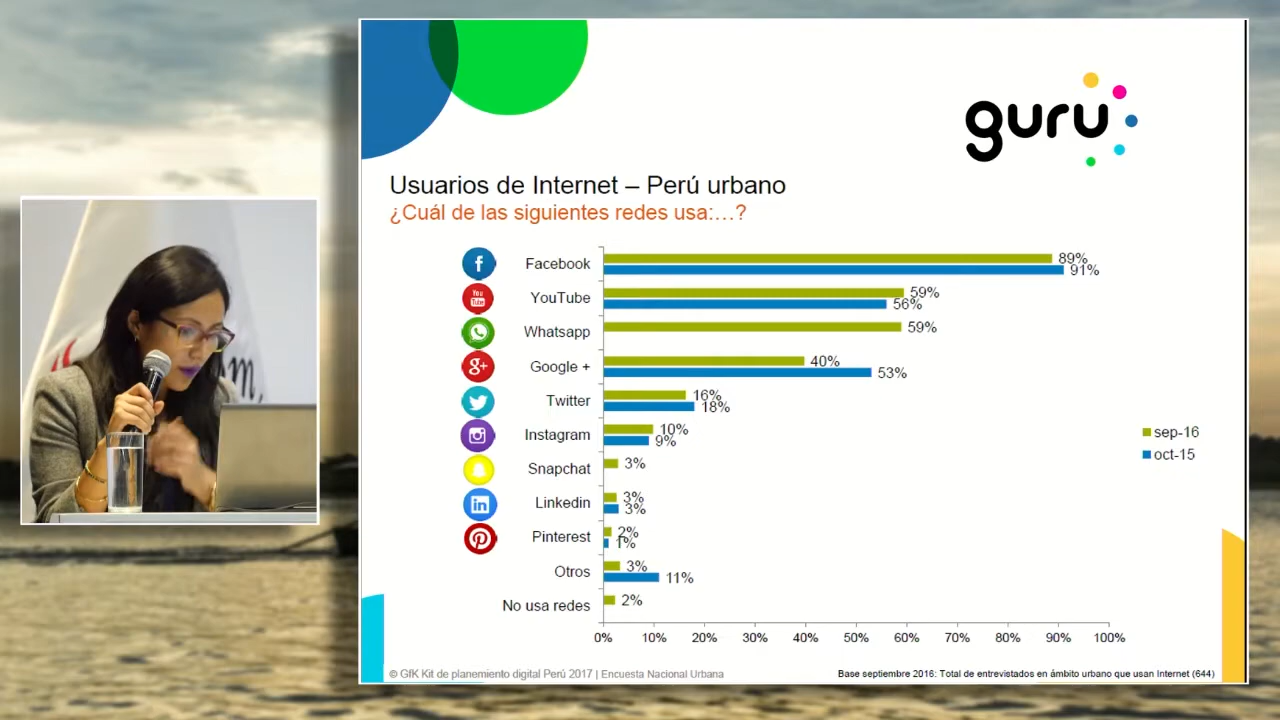 guru
Usuarios de Internet – Perú urbano
¿Cuál de las siguientes redes usa:…?
f Facebook 89%
91%
You Tube YouTube 59%
56%
Whatsapp 59%
g+ Google + 40%
53%
Twitter 16%
18%
Instagram 10%
9%
Snapchat 3%
in Linkedin 3%
3%
Pinterest 2%
1%
Otros 3%
11%
No usa redes 2%
sep-16
oct-15
0% 10% 20% 30% 40% 50% 60% 70% 80% 90% 100%
© GfK Kit de planemiento digital Perú 2017 | Encuesta Nacional Urbana
Base septiembre 2016: Total de entrevistados en ámbito urbano que usan Internet (644)